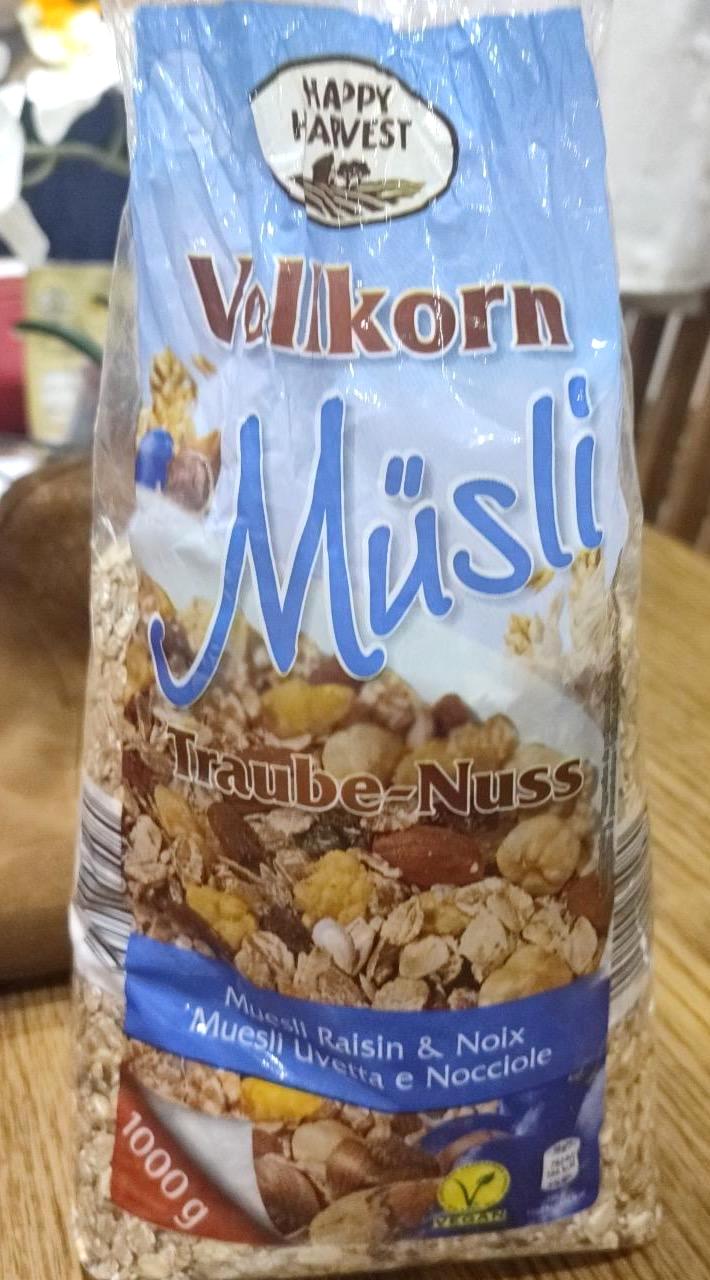 HAPPY
HARVEST
Vollkorn
Müsli
Traube-Nuss
Muesli Raisin & Noix
Muesli Uvetta e Nocciole
1000 g
VEGAN